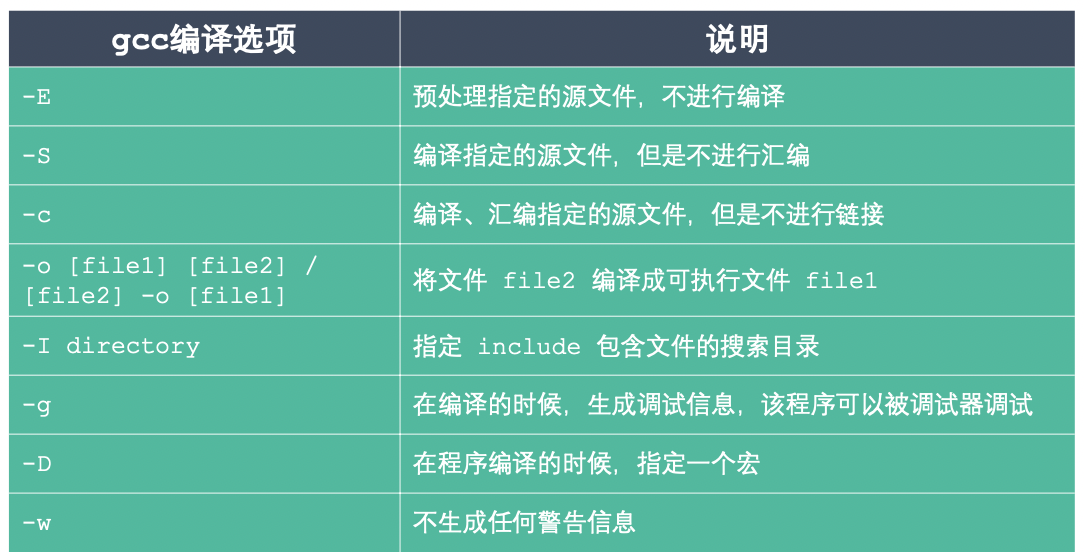 gcc编译选项
说明
-E
预处理指定的源文件，不进行编译
-S
编译指定的源文件，但是不进行汇编
-c
编译、汇编指定的源文件，但是不进行链接
-o [file1] [file2] /
[file2] -o [file1]
将文件 file2 编译成可执行文件 file1
-I directory
指定 include 包含文件的搜索目录
-g
在编译的时候，生成调试信息，该程序可以被调试器调试
-D
在程序编译的时候，指定一个宏
-w
不生成任何警告信息